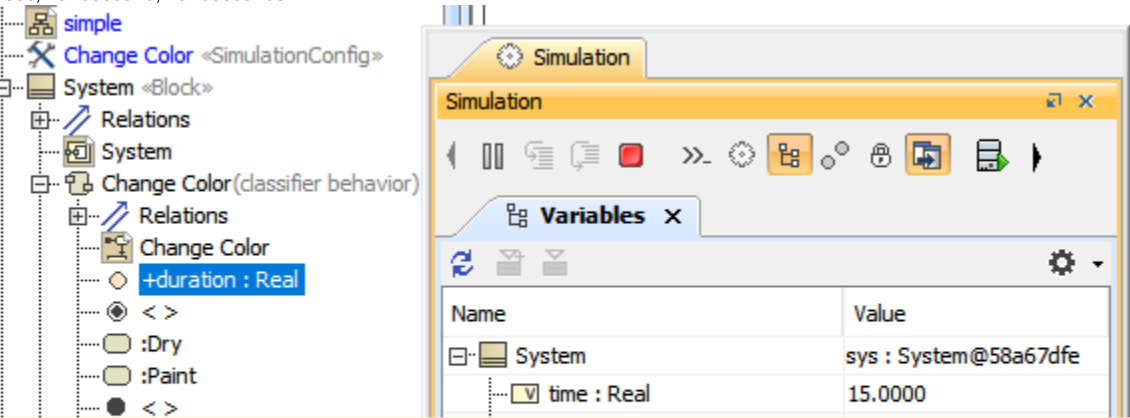 simple
Change Color «SimulationConfig»
System «Block»
Relations
System
Change Color(classifier behavior)
Relations
Change Color
+duration : Real
< >
:Dry
:Paint
< >
Simulation
Simulation
Variables
Name Value
System sys : System@58a67dfe
V time : Real 15.0000